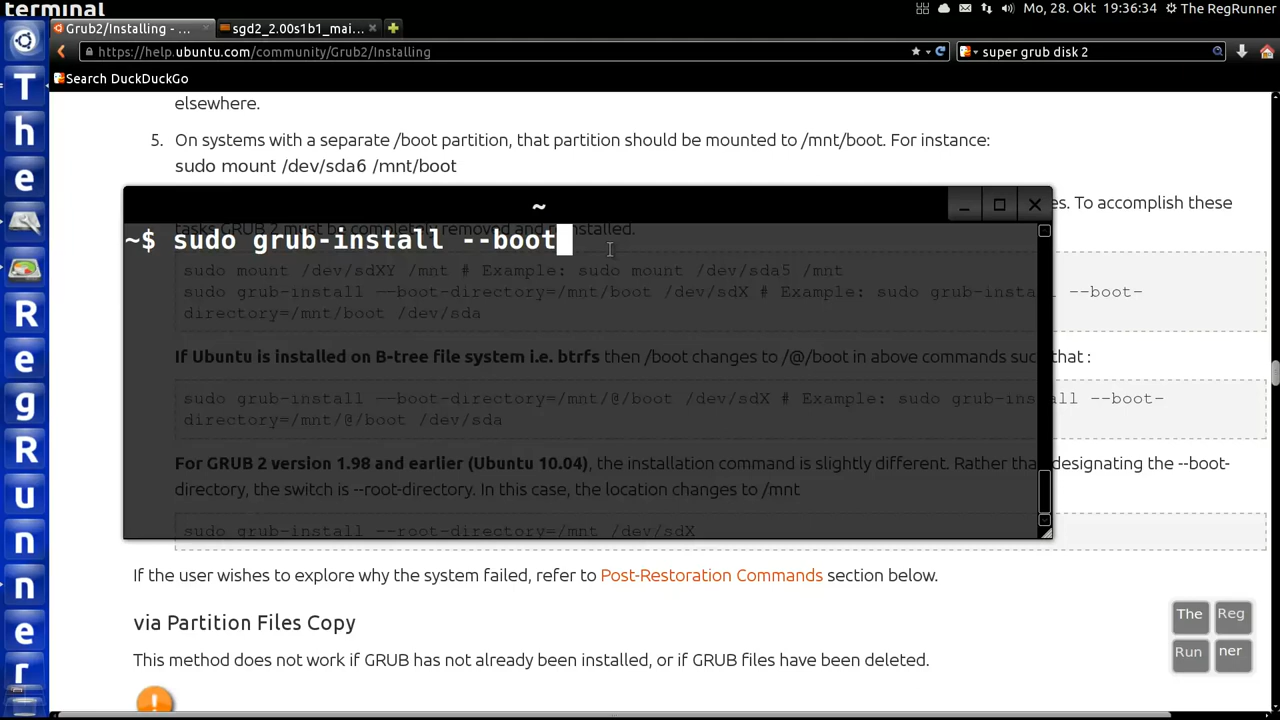 terminal
Mo, 28. Okt 19:36:34 The RegRunner
Grub2/Installing - ...
sgd2_2.00s1b1_mai...
https://help.ubuntu.com/community/Grub2/Installing
super grub disk 2
Search DuckDuckGo
T
h
e
R
e
g
R
u
n
n
e
r
elsewhere.
5. On systems with a separate /boot partition, that partition should be mounted to /mnt/boot. For instance:
sudo mount /dev/sda6 /mnt/boot
es. To accomplish these
tasks GRUB 2 must be completely removed and reinstalled.
~
~$ sudo grub-install --boot
sudo mount /dev/sdXY /mnt # Example: sudo mount /dev/sda5 /mnt
sudo grub-install --boot-directory=/mnt/boot /dev/sdX # Example: sudo grub-install --boot-
directory=/mnt/boot /dev/sda
If Ubuntu is installed on B-tree file system i.e. btrfs then /boot changes to /@/boot in above commands such that :
sudo grub-install --boot-directory=/mnt/@/boot /dev/sdX # Example: sudo grub-install --boot-
directory=/mnt/@/boot /dev/sda
For GRUB 2 version 1.98 and earlier (Ubuntu 10.04), the installation command is slightly different. Rather than designating the --boot-
directory, the switch is --root-directory. In this case, the location changes to /mnt
sudo grub-install --root-directory=/mnt /dev/sdX
If the user wishes to explore why the system failed, refer to Post-Restoration Commands section below.
via Partition Files Copy
This method does not work if GRUB has not already been installed, or if GRUB files have been deleted.
The Reg
Run ner